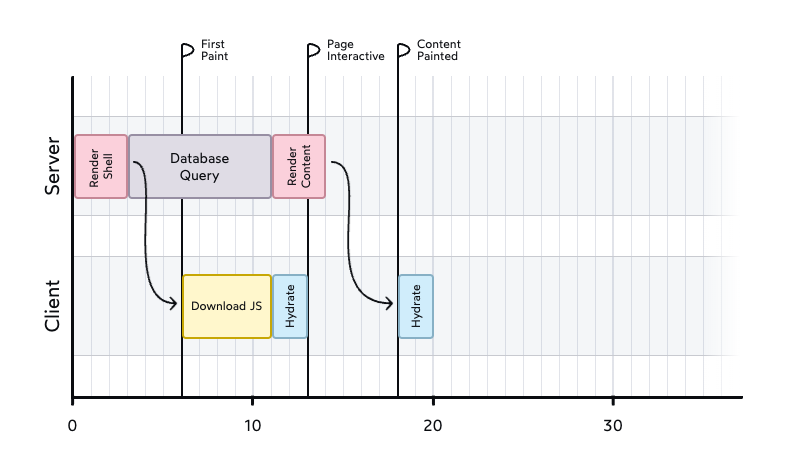 First
Paint
Page
Interactive
Content
Painted
Server
Render
Shell
Database
Query
Render
Content
Client
Download JS
Hydrate
Hydrate
0
10
20
30